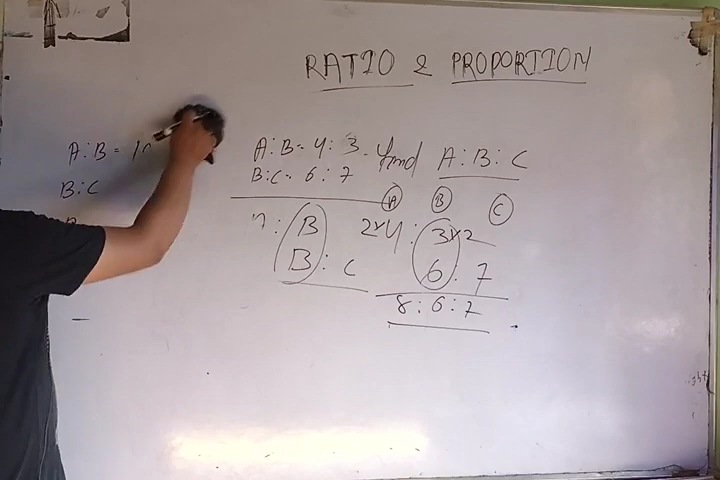 RATIO & PROPORTION
A:B = 1
B:C
A:B = 4:3. find A:B:C
B:C = 6:7
A B C
: B 2×4 : 3×2
B : C 6 : 7
8:6:7